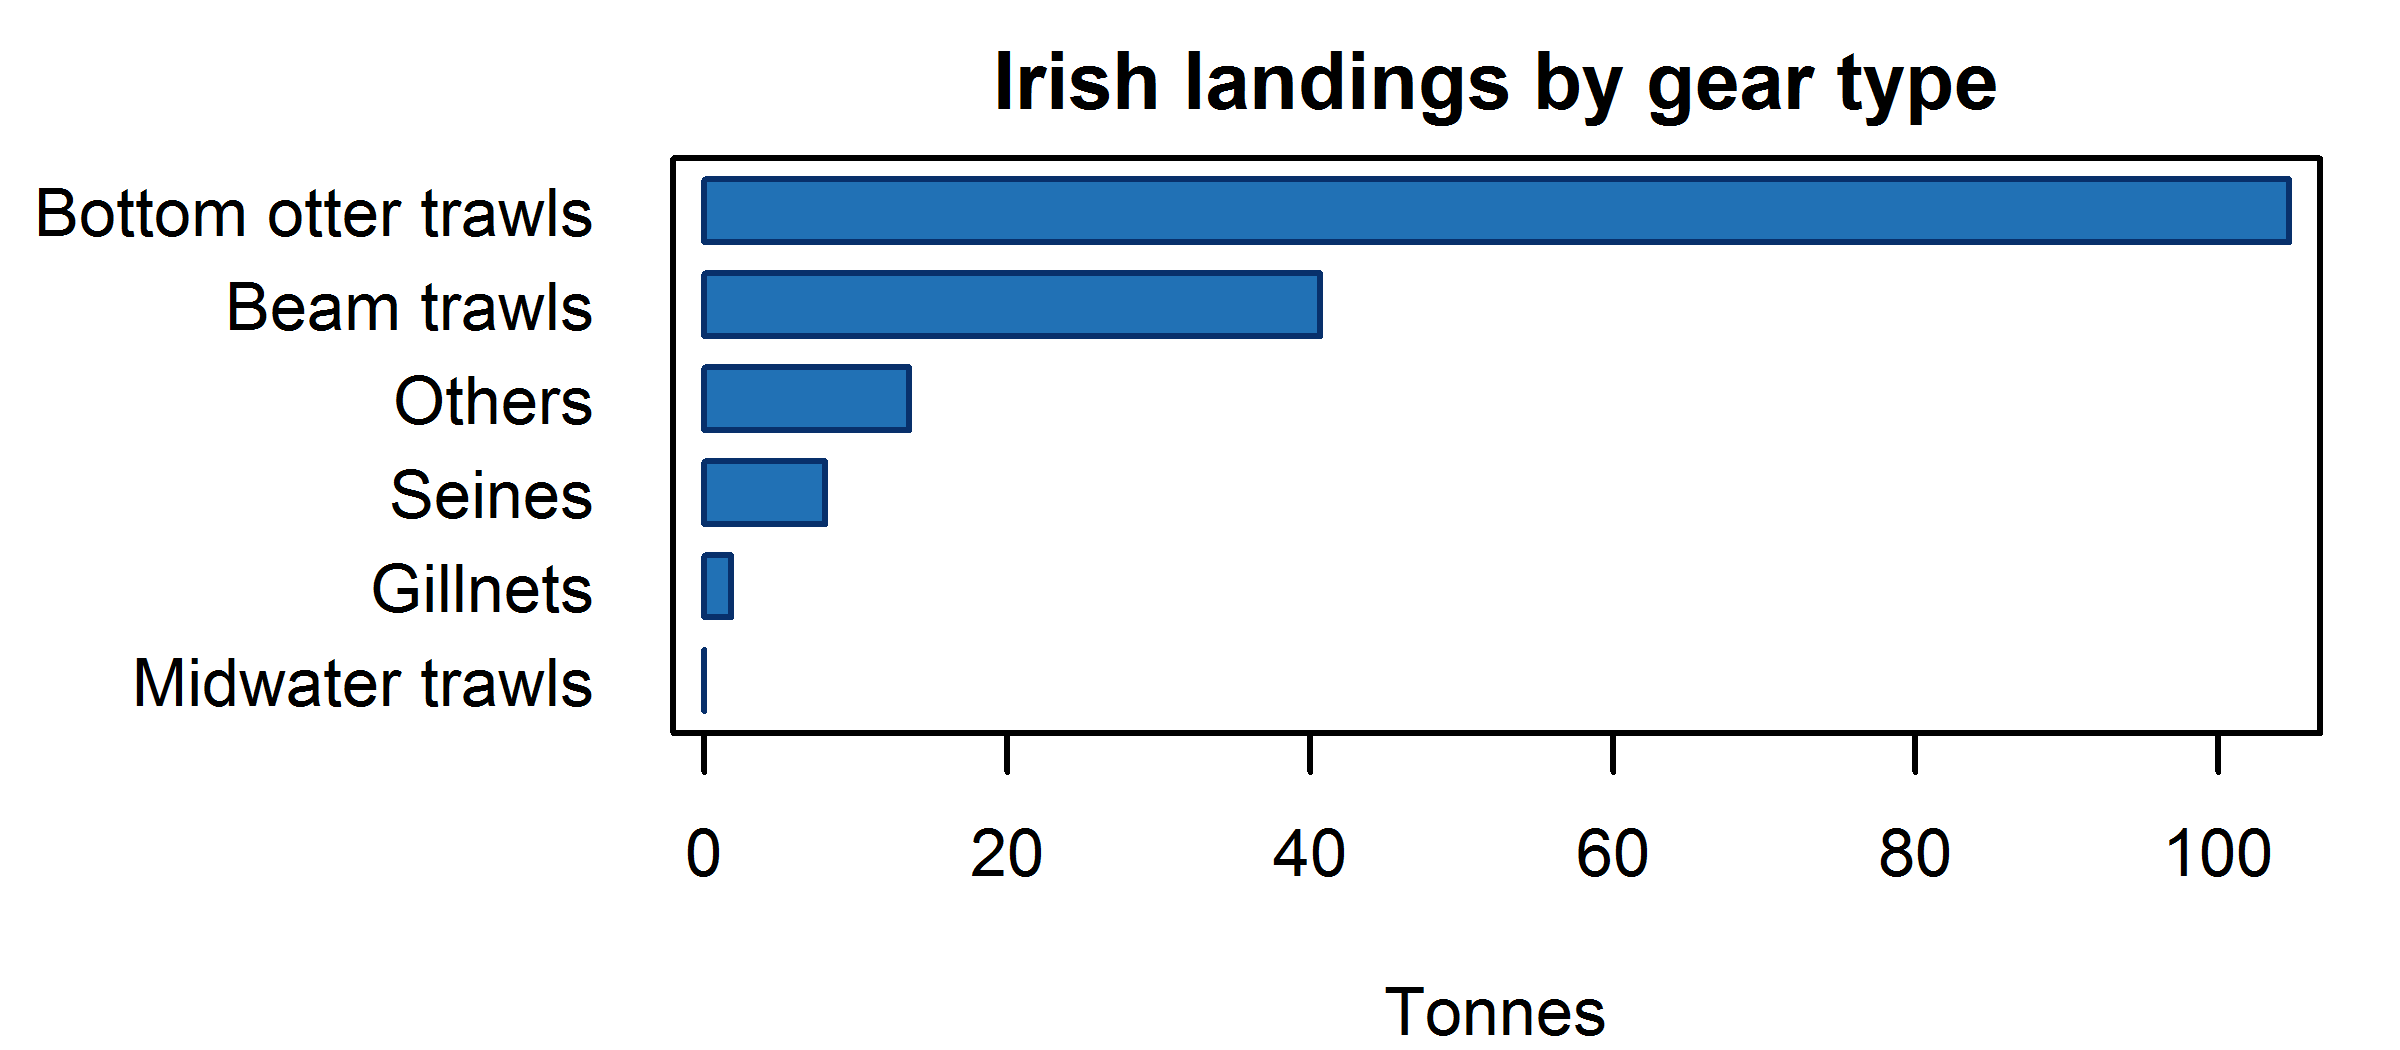 Irish landings by gear type
Bottom otter trawls
Beam trawls
Others
Seines
Gillnets
Midwater trawls
0 20 40 60 80 100
Tonnes